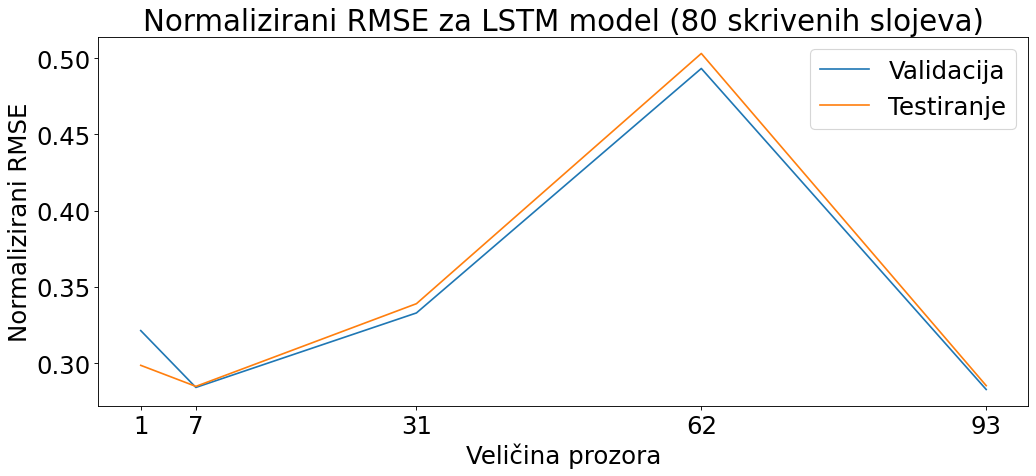 Normalizirani RMSE za LSTM model (80 skrivenih slojeva)
Normalizirani RMSE
0.50
0.45
0.40
0.35
0.30
Validacija
Testiranje
1 7 31 62 93
Veličina prozora